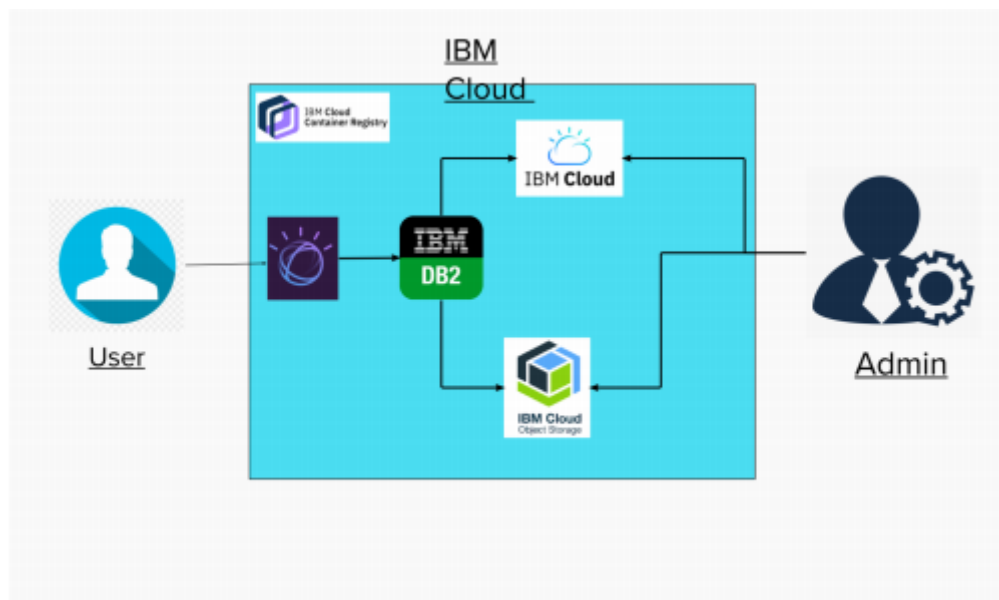 IBM
Cloud
IBM Cloud
Container Registry
IBM Cloud
IBM
DB2
User
Admin
IBM Cloud
Object Storage